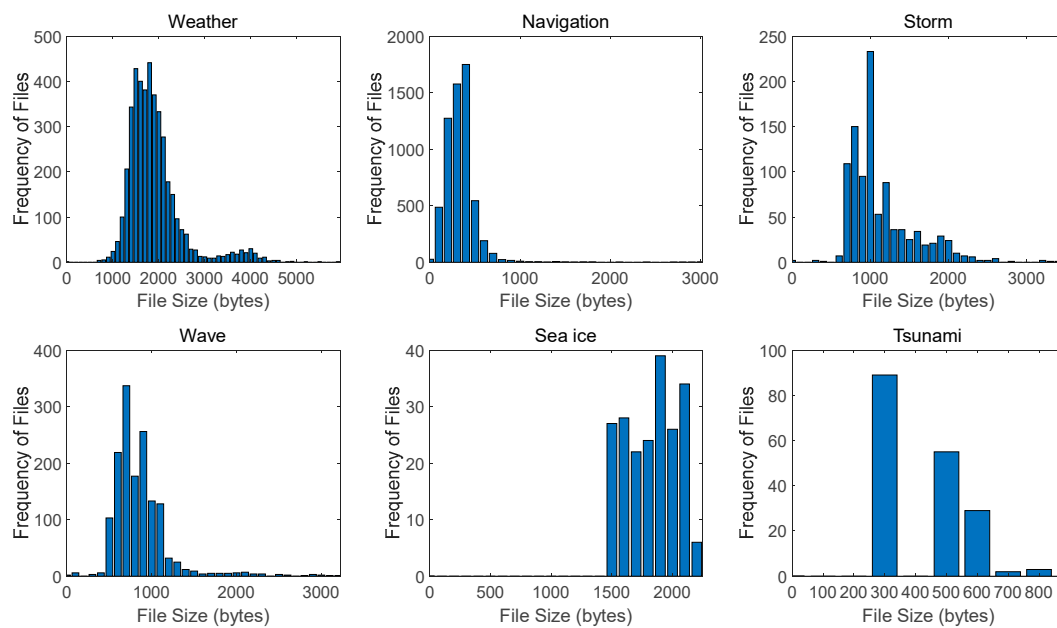 Weather
500
400
300
200
100
0
Frequency of Files
0 1000 2000 3000 4000 5000
File Size (bytes)
Navigation
2000
1500
1000
500
0
Frequency of Files
0 1000 2000 3000
File Size (bytes)
Storm
250
200
150
100
50
0
Frequency of Files
0 1000 2000 3000
File Size (bytes)
Wave
400
300
200
100
0
Frequency of Files
0 1000 2000 3000
File Size (bytes)
Sea ice
40
30
20
10
0
Frequency of Files
0 500 1000 1500 2000
File Size (bytes)
Tsunami
100
80
60
40
20
0
Frequency of Files
0 100 200 300 400 500 600 700 800
File Size (bytes)